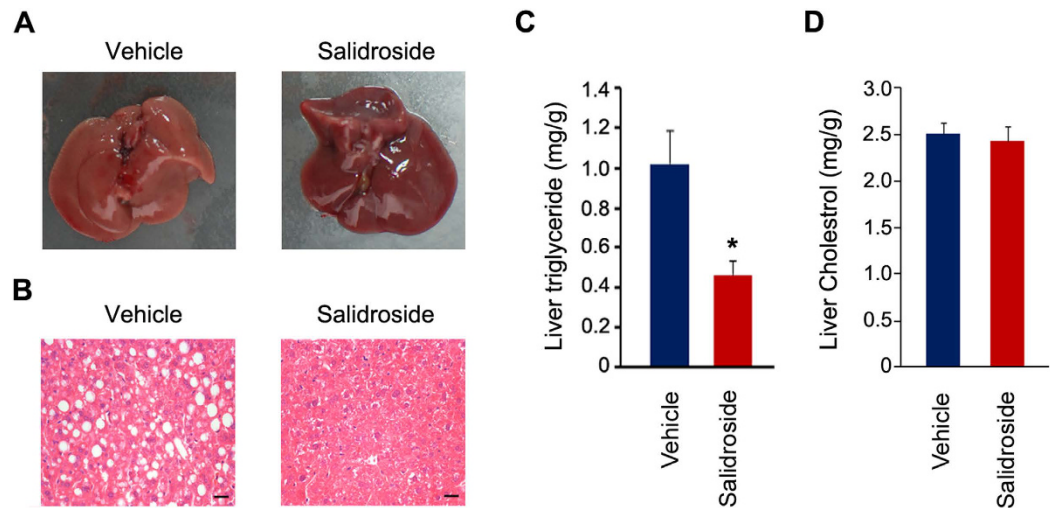 A
Vehicle
Salidroside
B
Vehicle
Salidroside
C
Liver triglyceride (mg/g)
1.4
1.2
1.0
0.8
0.6
0.4
0.2
0
*
Vehicle
Salidroside
D
Liver Cholestrol (mg/g)
3.0
2.5
2.0
1.5
1.0
0.5
0
Vehicle
Salidroside